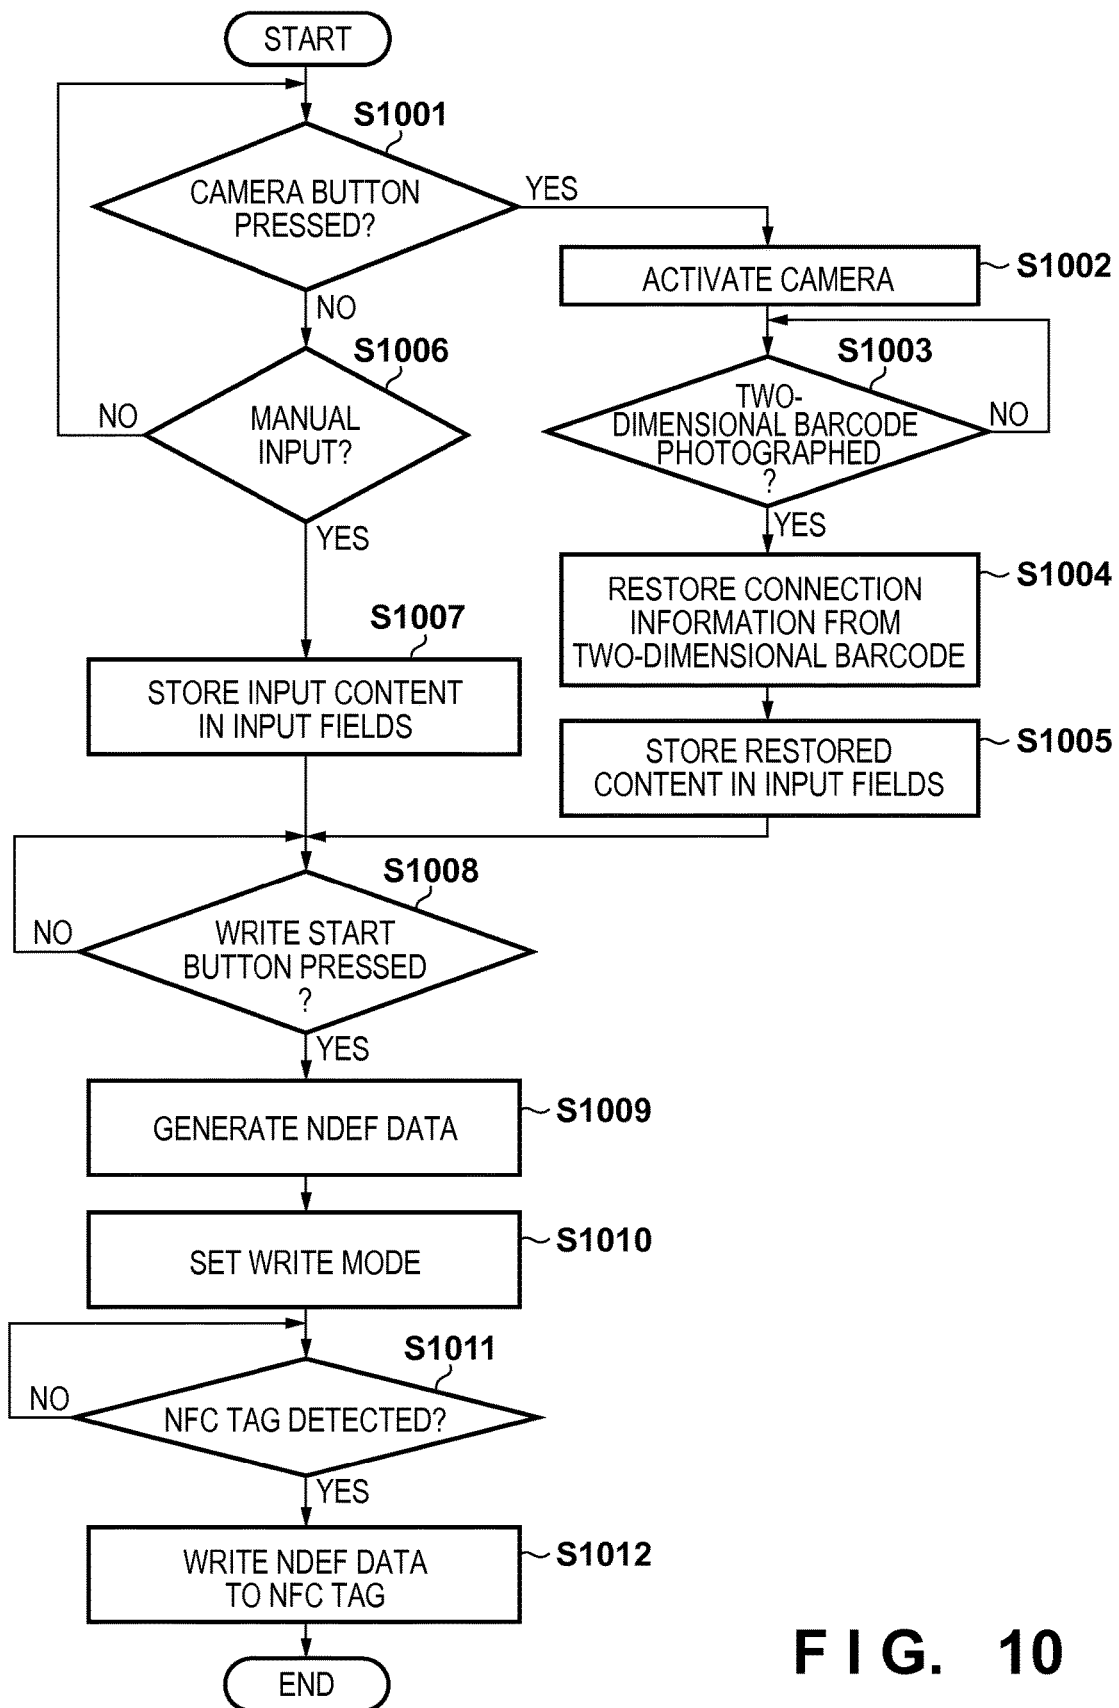 START
S1001
CAMERA BUTTON
PRESSED?
YES
NO
S1002
ACTIVATE CAMERA
S1003
TWO-
DIMENSIONAL BARCODE
PHOTOGRAPHED
?
NO
YES
S1004
RESTORE CONNECTION
INFORMATION FROM
TWO-DIMENSIONAL BARCODE
S1005
STORE RESTORED
CONTENT IN INPUT FIELDS
S1006
MANUAL
INPUT?
NO
YES
S1007
STORE INPUT CONTENT
IN INPUT FIELDS
S1008
WRITE START
BUTTON PRESSED
?
NO
YES
S1009
GENERATE NDEF DATA
S1010
SET WRITE MODE
S1011
NFC TAG DETECTED?
NO
YES
S1012
WRITE NDEF DATA
TO NFC TAG
END
FIG. 10